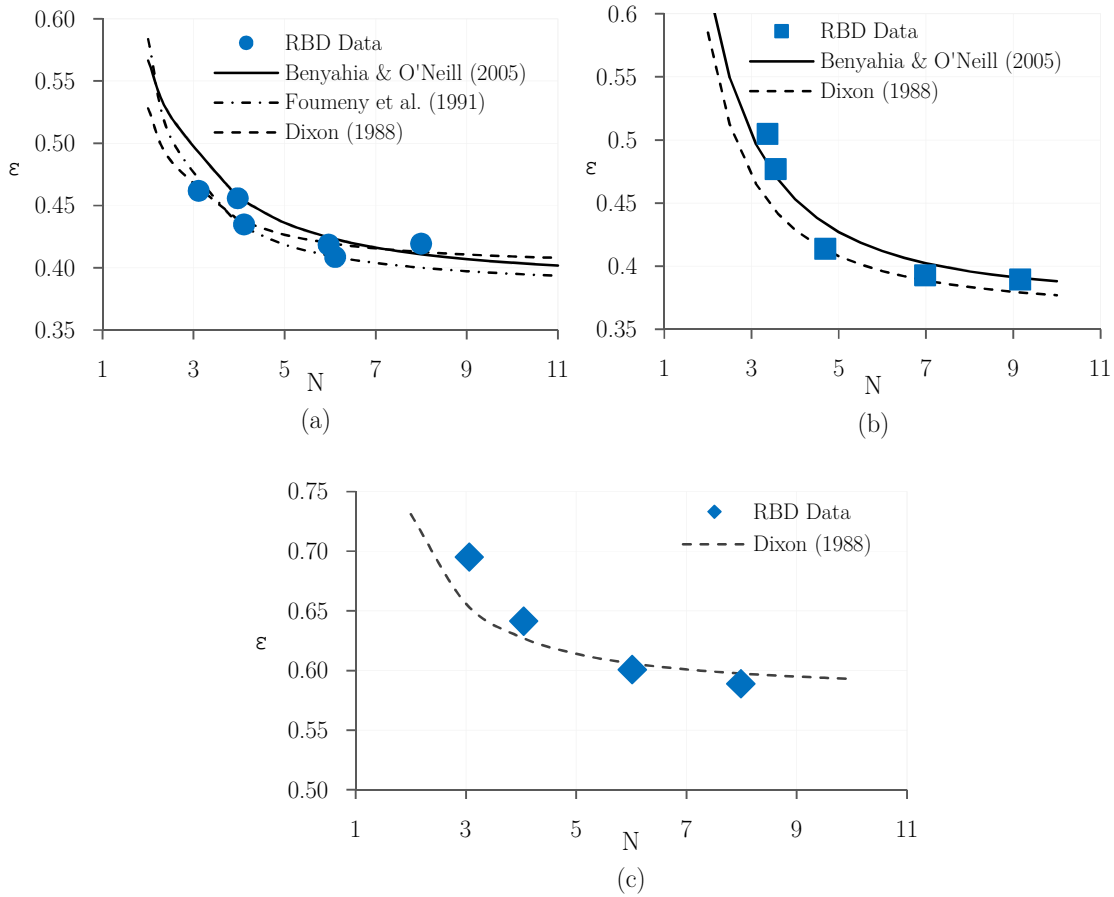 0.60
0.55
0.50
0.45
0.40
0.35
ε
1 3 5 7 9 11
N
RBD Data
Benyahia & O'Neill (2005)
Foumeny et al. (1991)
Dixon (1988)
(a)
0.6
0.55
0.5
0.45
0.4
0.35
ε
1 3 5 7 9 11
N
RBD Data
Benyahia & O'Neill (2005)
Dixon (1988)
(b)
0.75
0.70
0.65
0.60
0.55
0.50
ε
1 3 5 7 9 11
N
RBD Data
Dixon (1988)
(c)